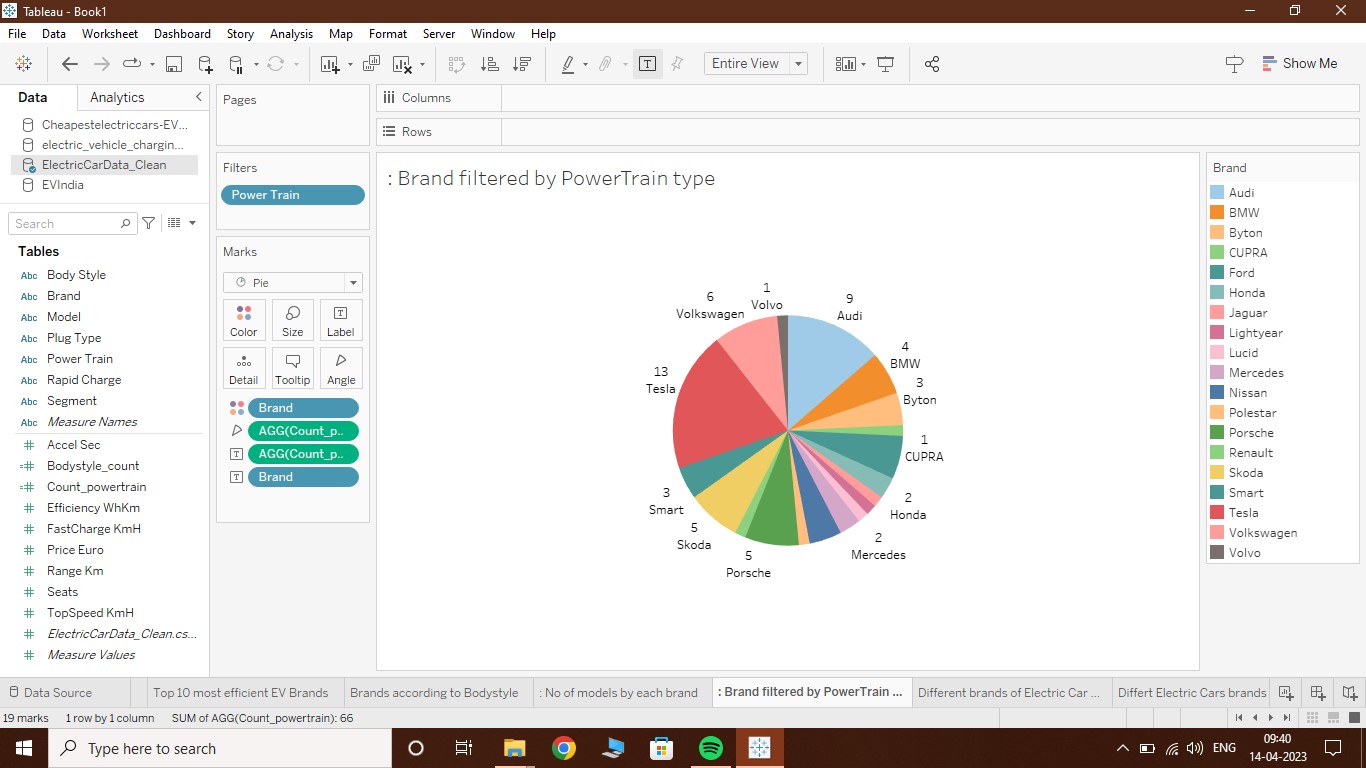 Tableau - Book1
File Data Worksheet Dashboard Story Analysis Map Format Server Window Help
Entire View
Show Me
Data Analytics
Cheapestelectriccars-EV...
electric_vehicle_chargin...
ElectricCarData_Clean
EVIndia
Search
Tables
Abc Body Style
Abc Brand
Abc Model
Abc Plug Type
Abc Power Train
Abc Rapid Charge
Abc Segment
Abc Measure Names
# Accel Sec
=# Bodystyle_count
=# Count_powertrain
# Efficiency WhKm
# FastCharge KmH
# Price Euro
# Range Km
# Seats
# TopSpeed KmH
# ElectricCarData_Clean.cs...
# Measure Values
Pages
Filters
Power Train
Marks
Pie
Color Size Label
Detail Tooltip Angle
Brand
AGG(Count_p..
AGG(Count_p..
Brand
Columns
Rows
: Brand filtered by PowerTrain type
9
Audi
4
BMW
3
Byton
1
CUPRA
2
Honda
2
Mercedes
5
Porsche
5
Skoda
3
Smart
13
Tesla
6
Volkswagen
1
Volvo
Brand
Audi
BMW
Byton
CUPRA
Ford
Honda
Jaguar
Lightyear
Lucid
Mercedes
Nissan
Polestar
Porsche
Renault
Skoda
Smart
Tesla
Volkswagen
Volvo
Data Source Top 10 most efficient EV Brands Brands according to Bodystyle : No of models by each brand : Brand filtered by PowerTrain ... Different brands of Electric Car ... Differt Electric Cars brands
19 marks 1 row by 1 column SUM of AGG(Count_powertrain): 66
Type here to search
ENG
09:40
14-04-2023